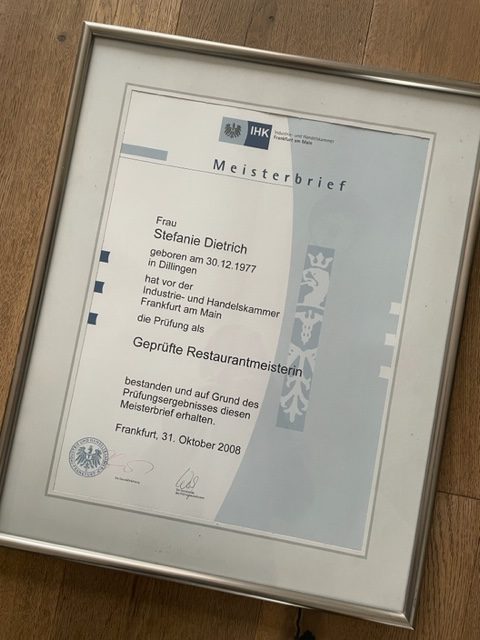 IHK
Industrie- und Handelskammer
Frankfurt am Main
Meisterbrief
Frau
Stefanie Dietrich
geboren am 30.12.1977
in Dillingen
hat vor der
Industrie- und Handelskammer
Frankfurt am Main
die Prüfung als
Geprüfte Restaurantmeisterin
bestanden und auf Grund des
Prüfungsergebnisses diesen
Meisterbrief erhalten.
Frankfurt, 31. Oktober 2008